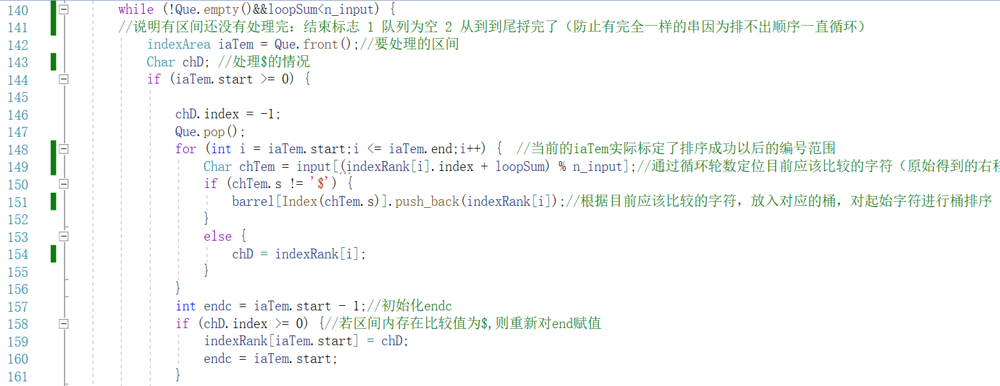 140 while (!Que.empty()&&loopSum<n_input) {
141 //说明有区间还没有处理完：结束标志 1 队列为空 2 从到到尾捋完了（防止有完全一样的串因为排不出顺序一直循环）
142 indexArea iaTem = Que.front();//要处理的区间
143 Char chD; //处理$的情况
144 if (iaTem.start >= 0) {
145
146 chD.index = -1;
147 Que.pop();
148 for (int i = iaTem.start;i <= iaTem.end;i++) { //当前的iaTem实际标定了排序成功以后的编号范围
149 Char chTem = input[(indexRank[i].index + loopSum) % n_input];//通过循环轮数定位目前应该比较的字符（原始得到的右移
150 if (chTem.s != '$') {
151 barrel[Index(chTem.s)].push_back(indexRank[i]);//根据目前应该比较的字符，放入对应的桶，对起始字符进行桶排序
152 }
153 else {
154 chD = indexRank[i];
155 }
156 }
157 int endc = iaTem.start - 1;//初始化endc
158 if (chD.index >= 0) {//若区间内存在比较值为$,则重新对end赋值
159 indexRank[iaTem.start] = chD;
160 endc = iaTem.start;
161 }